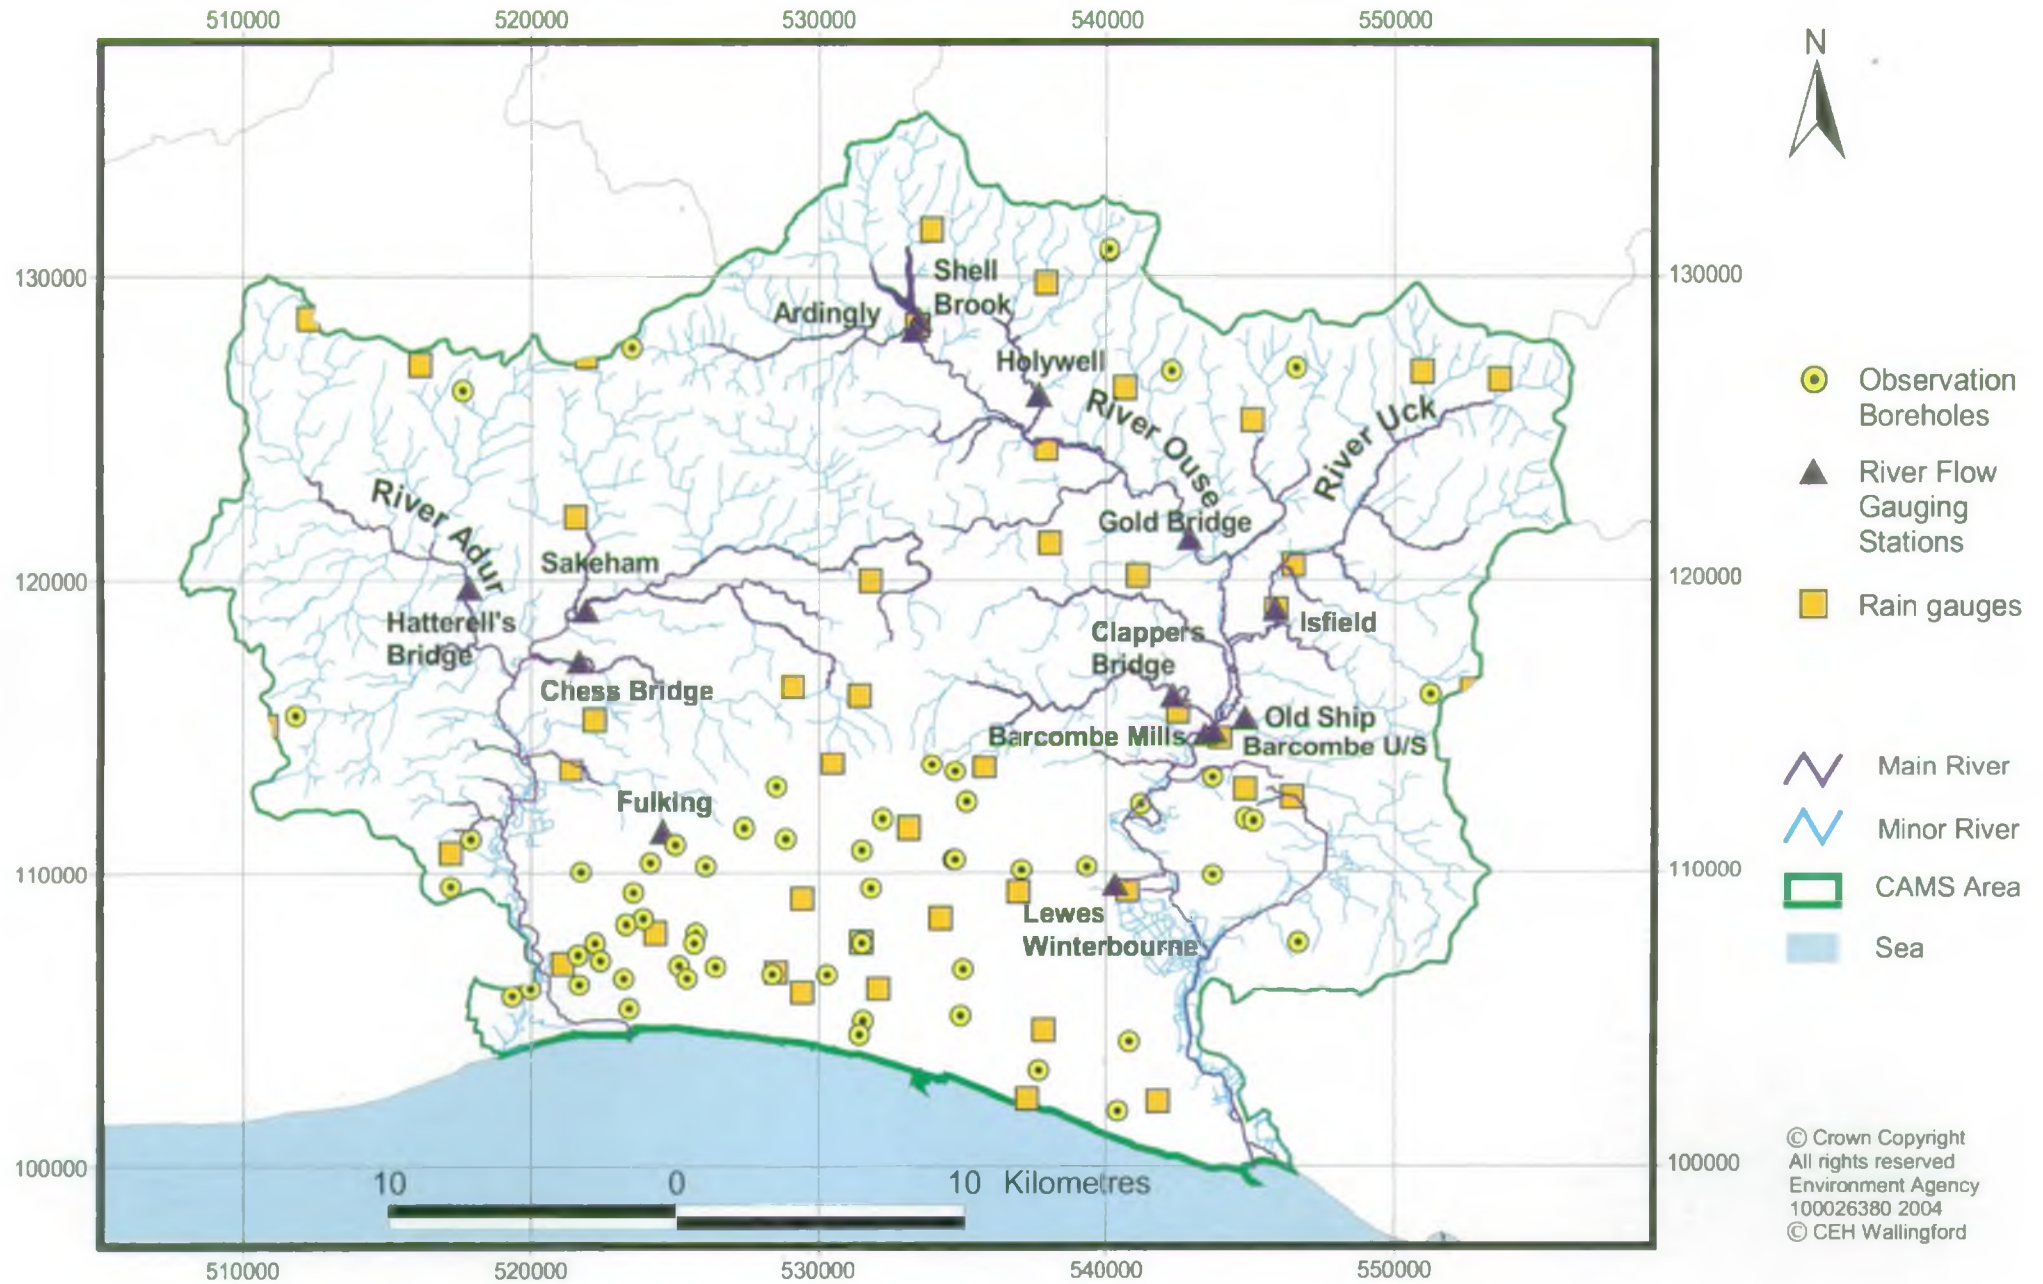 510000 520000 530000 540000 550000
N
130000
130000
Shell
Brook
Ardingly
Holywell
River Ouse
River Uck
Observation
Boreholes
River Flow
Gauging
Stations
River Adur
Gold Bridge
Sakeham
120000
120000
Rain gauges
Hatterell's
Bridge
Clappers
Bridge
Isfield
Chess Bridge
Old Ship
Barcombe Mills
Barcombe U/S
Main River
Fulking
Minor River
110000
110000
CAMS Area
Lewes
Winterbourne
Sea
100000
100000
10 0 10 Kilometres
© Crown Copyright
All rights reserved
Environment Agency
100026380 2004
© CEH Wallingford
510000 520000 530000 540000 550000